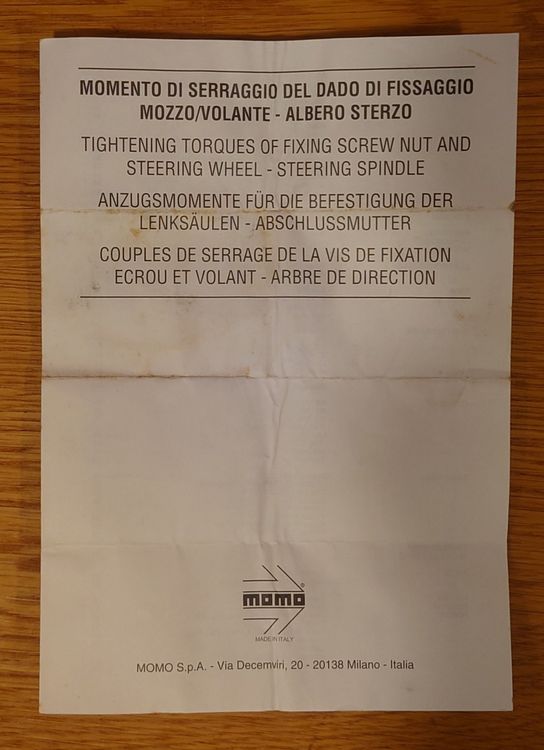 MOMENTO DI SERRAGGIO DEL DADO DI FISSAGGIO
MOZZO/VOLANTE - ALBERO STERZO
TIGHTENING TORQUES OF FIXING SCREW NUT AND
STEERING WHEEL - STEERING SPINDLE
ANZUGSMOMENTE FÜR DIE BEFESTIGUNG DER
LENKSÄULEN - ABSCHLUSSMUTTER
COUPLES DE SERRAGE DE LA VIS DE FIXATION
ECROU ET VOLANT - ARBRE DE DIRECTION
momo®
MADE IN ITALY
MOMO S.p.A. - Via Decemviri, 20 - 20138 Milano - Italia